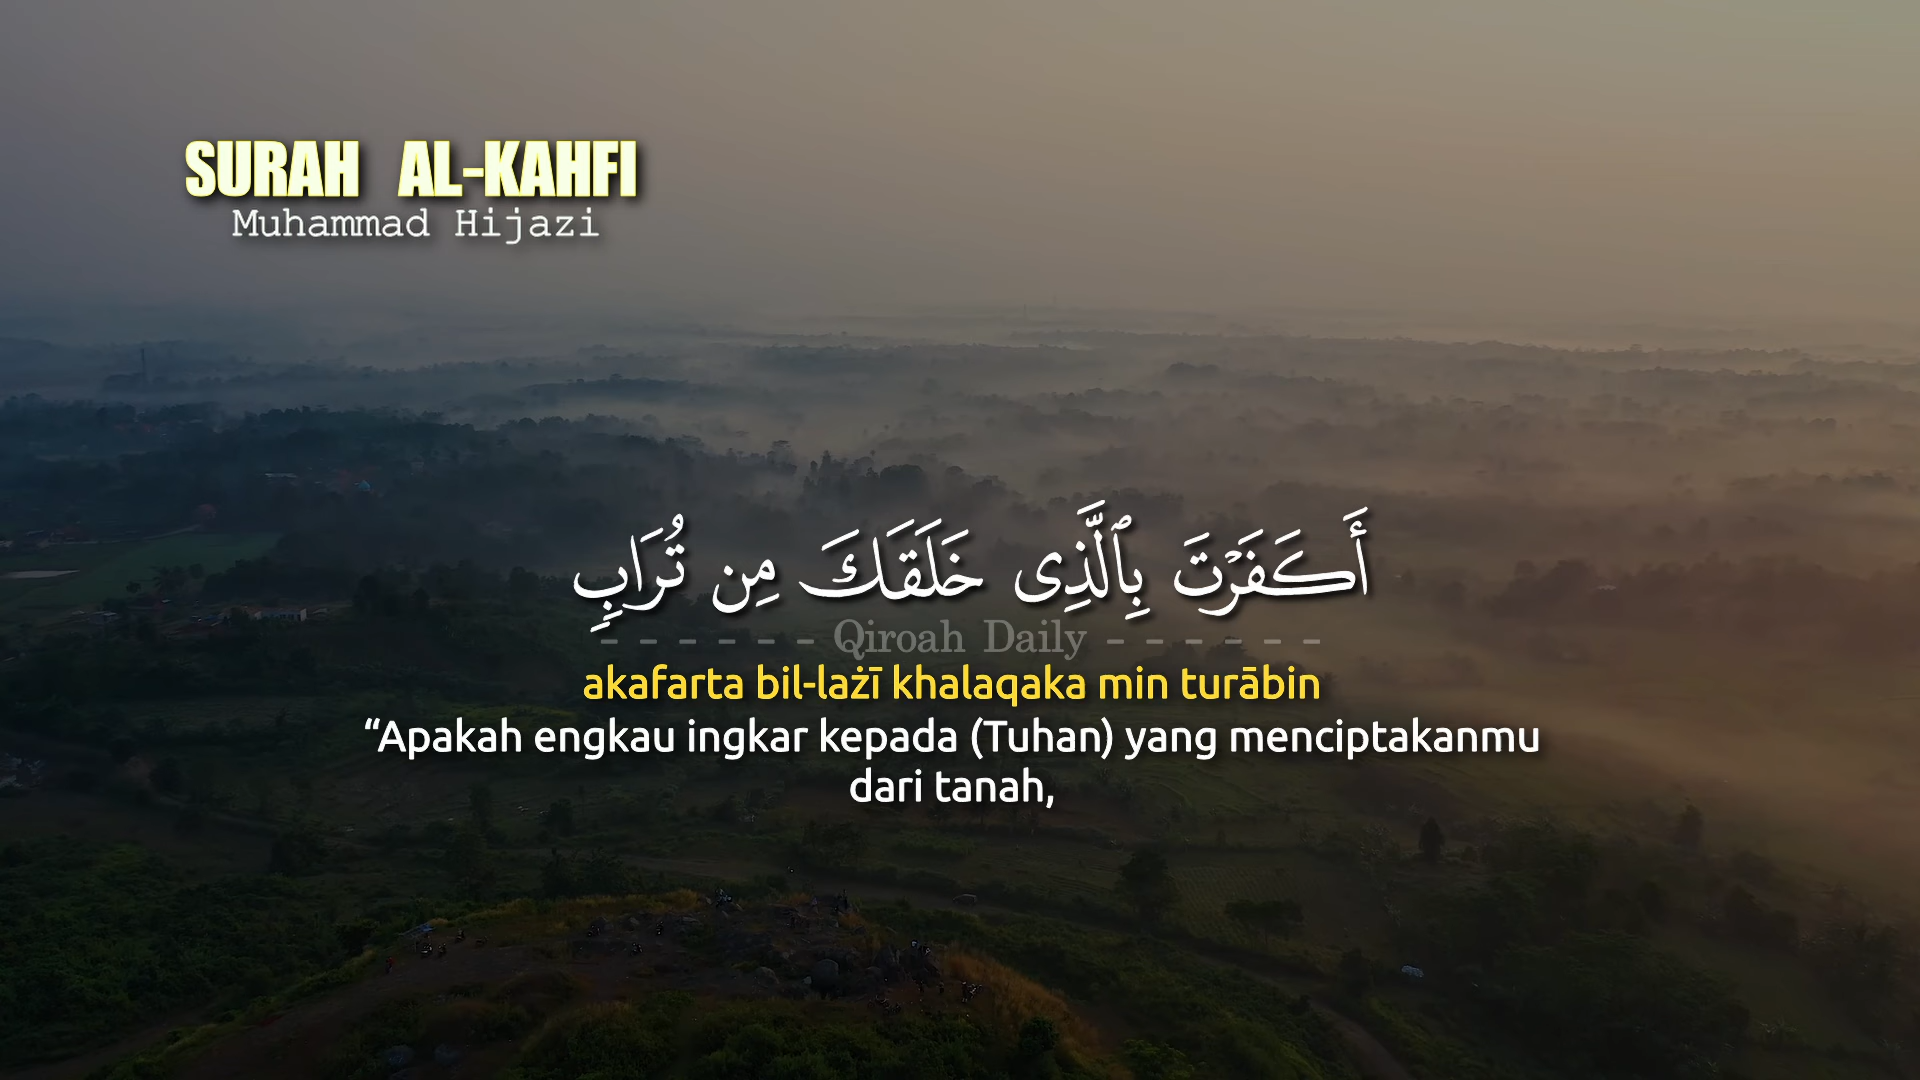 SURAH AL-KAHFI
Muhammad Hijazi
أَكَفَرْتَ بِٱلَّذِى خَلَقَكَ مِن تُرَابٍ
- - - - - - Qiroah Daily - - - - - -
akafarta bil-lażī khalaqaka min turābin
“Apakah engkau ingkar kepada (Tuhan) yang menciptakanmu
dari tanah,